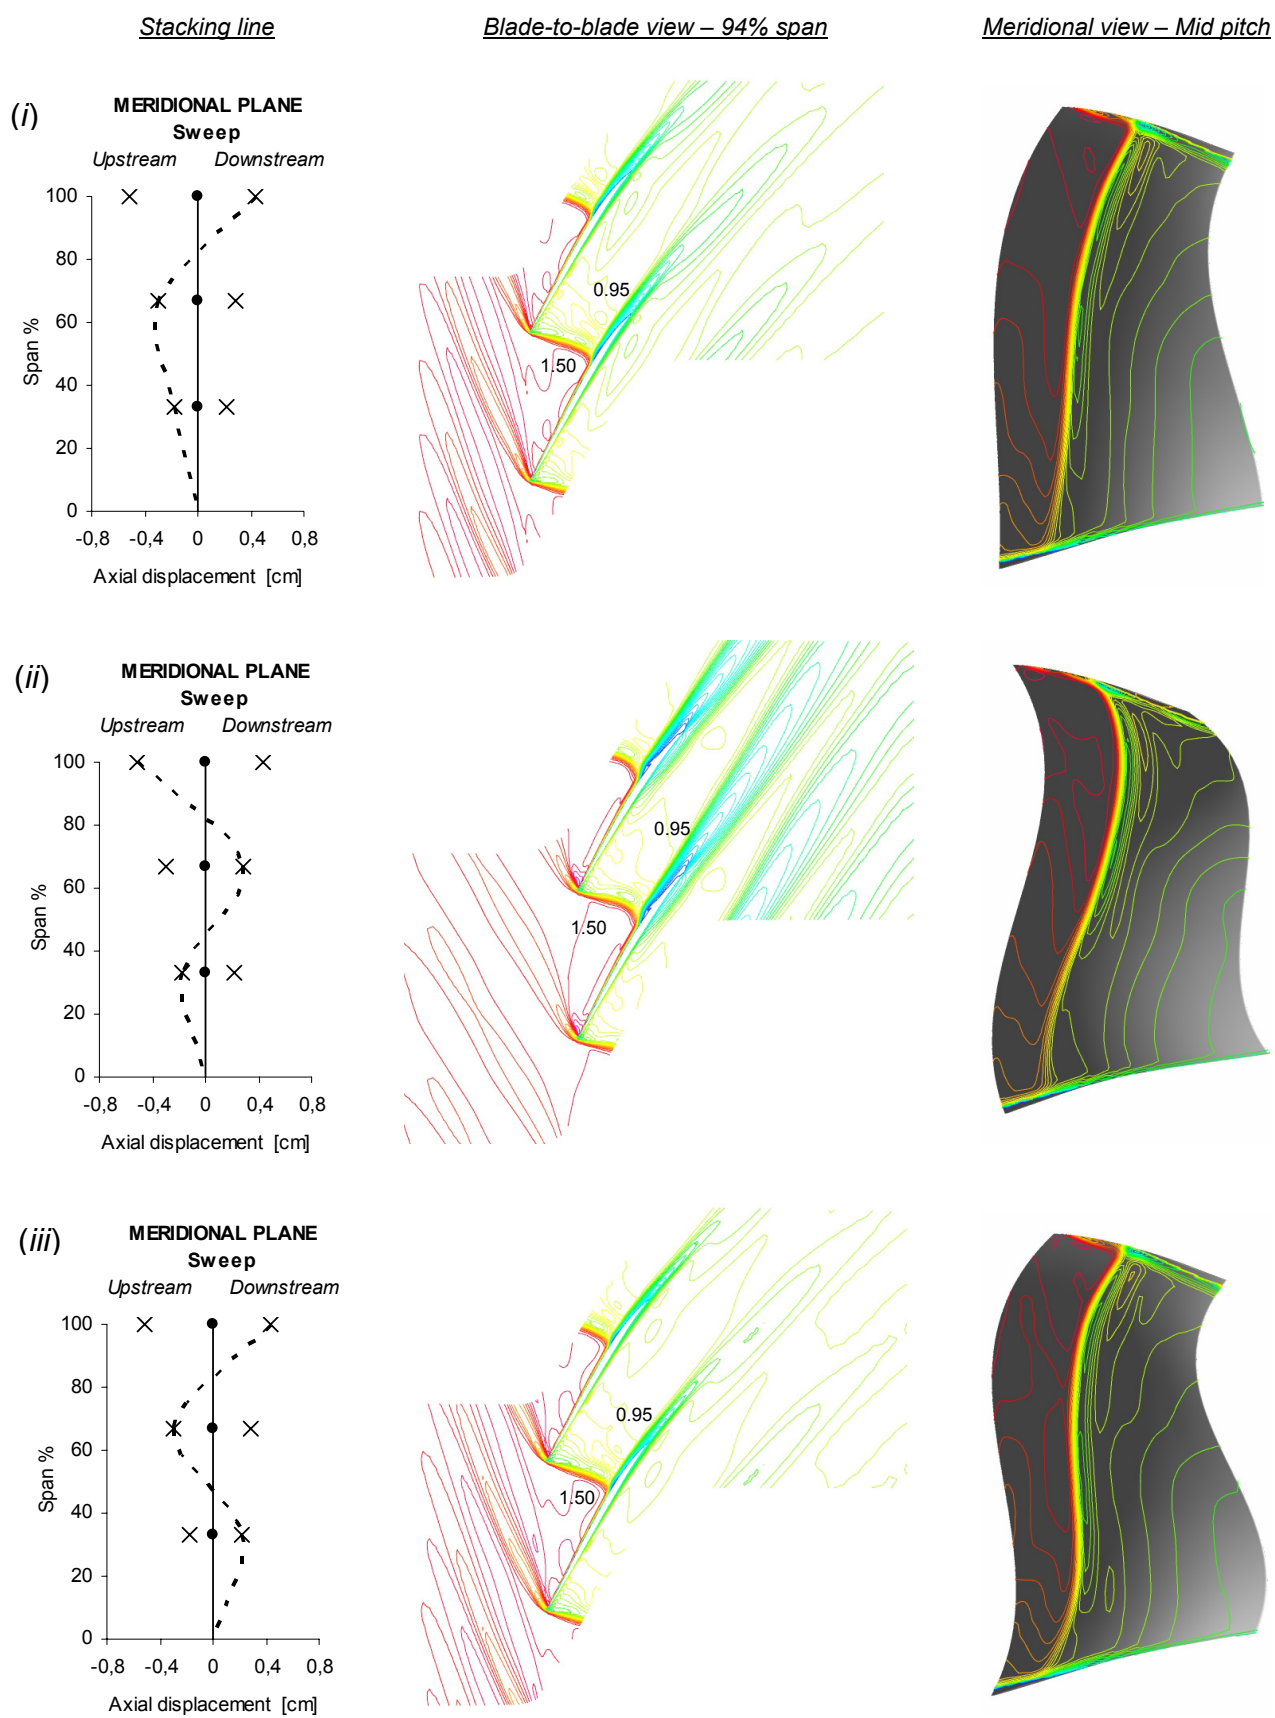 Stacking line Blade-to-blade view – 94% span Meridional view – Mid pitch
(i)
MERIDIONAL PLANE
Sweep
Upstream Downstream
100
80
60
40
20
0
Span %
-0,8 -0,4 0 0,4 0,8
Axial displacement [cm]
0.95
1.50
(ii)
MERIDIONAL PLANE
Sweep
Upstream Downstream
100
80
60
40
20
0
Span %
-0,8 -0,4 0 0,4 0,8
Axial displacement [cm]
0.95
1.50
(iii)
MERIDIONAL PLANE
Sweep
Upstream Downstream
100
80
60
40
20
0
Span %
-0,8 -0,4 0 0,4 0,8
Axial displacement [cm]
0.95
1.50